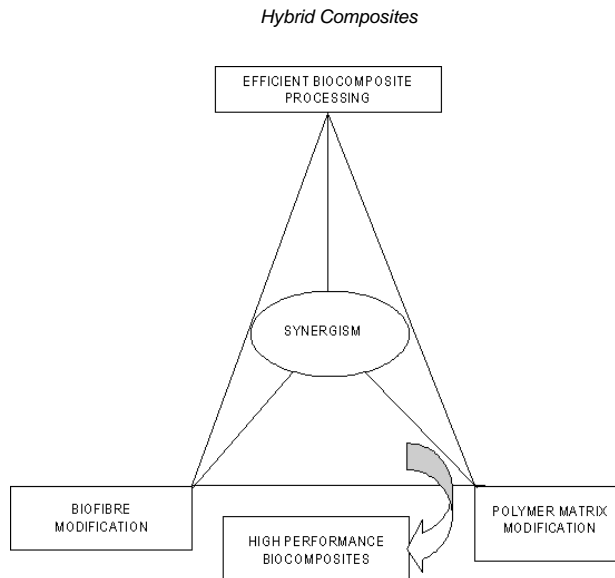 Hybrid Composites
EFFICIENT BIOCOMPOSITE
PROCESSING
SYNERGISM
BIOFIBRE
MODIFICATION
POLYMER MATRIX
MODIFICATION
HIGH PERFORMANCE
BIOCOMPOSITES